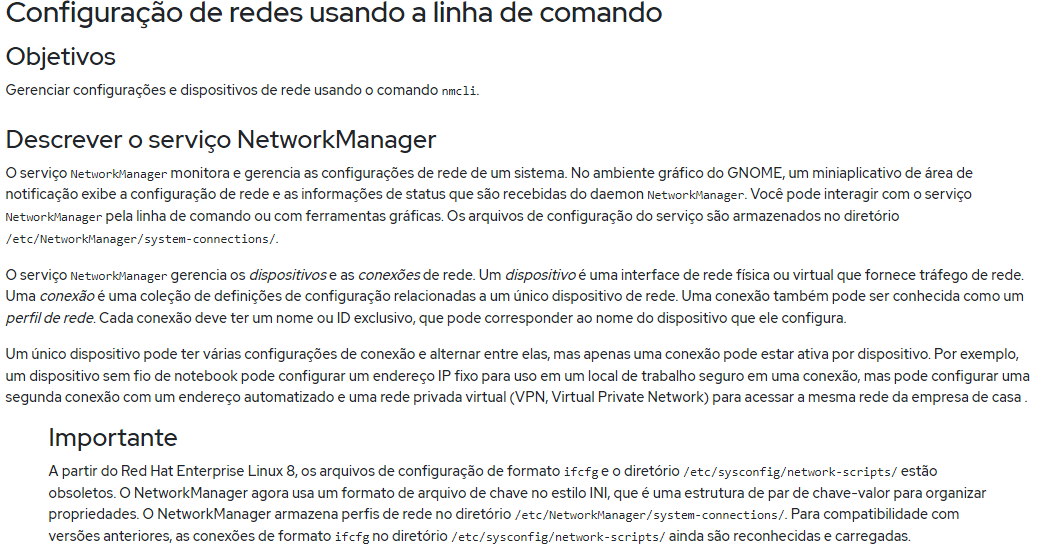 Configuração de redes usando a linha de comando
Objetivos
Gerenciar configurações e dispositivos de rede usando o comando nmcli.
Descrever o serviço NetworkManager
O serviço NetworkManager monitora e gerencia as configurações de rede de um sistema. No ambiente gráfico do GNOME, um miniaplicativo de área de
notificação exibe a configuração de rede e as informações de status que são recebidas do daemon NetworkManager. Você pode interagir com o serviço
NetworkManager pela linha de comando ou com ferramentas gráficas. Os arquivos de configuração do serviço são armazenados no diretório
/etc/NetworkManager/system-connections/.
O serviço NetworkManager gerencia os dispositivos e as conexões de rede. Um dispositivo é uma interface de rede física ou virtual que fornece tráfego de rede.
Uma conexão é uma coleção de definições de configuração relacionadas a um único dispositivo de rede. Uma conexão também pode ser conhecida como um
perfil de rede. Cada conexão deve ter um nome ou ID exclusivo, que pode corresponder ao nome do dispositivo que ele configura.
Um único dispositivo pode ter várias configurações de conexão e alternar entre elas, mas apenas uma conexão pode estar ativa por dispositivo. Por exemplo,
um dispositivo sem fio de notebook pode configurar um endereço IP fixo para uso em um local de trabalho seguro em uma conexão, mas pode configurar uma
segunda conexão com um endereço automatizado e uma rede privada virtual (VPN, Virtual Private Network) para acessar a mesma rede da empresa de casa .
Importante
A partir do Red Hat Enterprise Linux 8, os arquivos de configuração de formato ifcfg e o diretório /etc/sysconfig/network-scripts/ estão
obsoletos. O NetworkManager agora usa um formato de arquivo de chave no estilo INI, que é uma estrutura de par de chave-valor para organizar
propriedades. O NetworkManager armazena perfis de rede no diretório /etc/NetworkManager/system-connections/. Para compatibilidade com
versões anteriores, as conexões de formato ifcfg no diretório /etc/sysconfig/network-scripts/ ainda são reconhecidas e carregadas.